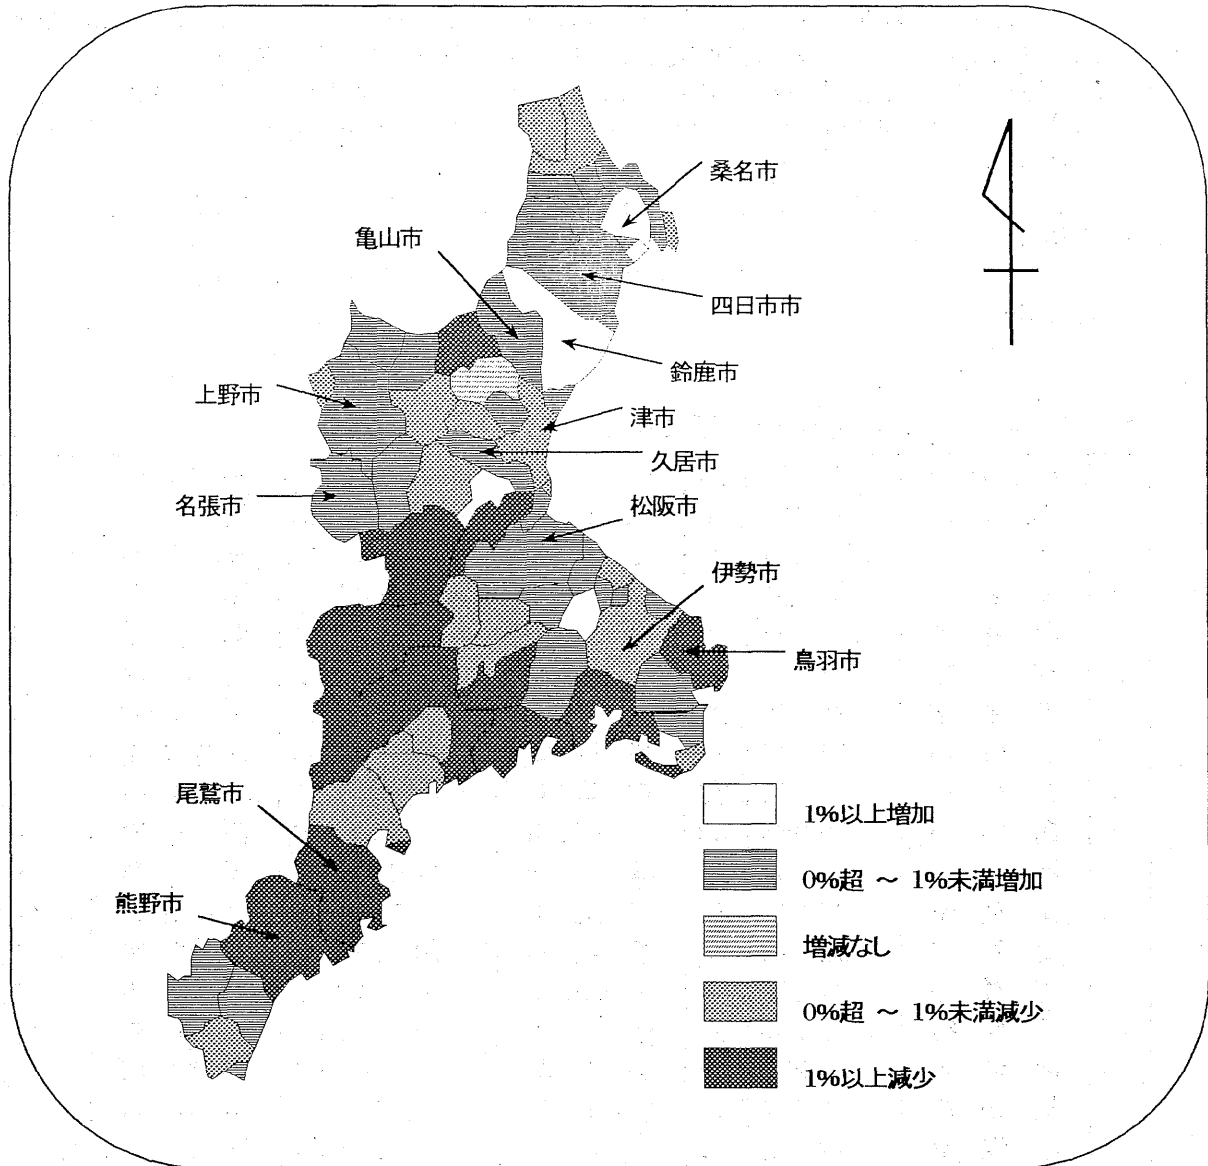 桑名市
亀山市
四日市市
鈴鹿市
上野市
津市
久居市
名張市
松阪市
伊勢市
鳥羽市
尾鷲市
熊野市
1%以上増加
0%超 ～ 1%未満増加
増減なし
0%超 ～ 1%未満減少
1%以上減少